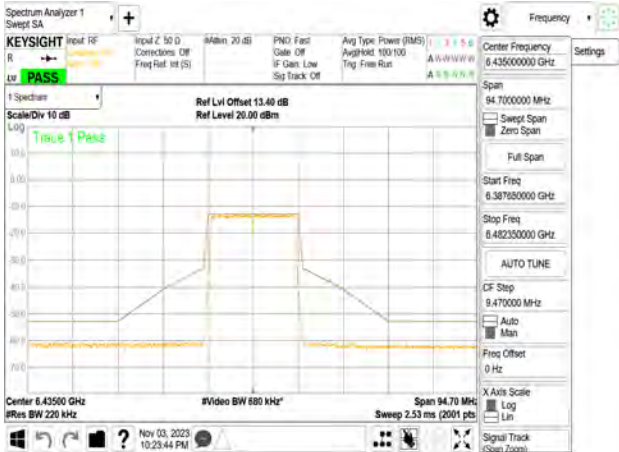 Spectrum Analyzer 1
Swept SA
+
Frequency
KEYSIGHT Input: RF
R
LV PASS
Input Z: 50 Ω
Corrections: Off
Freq Ref: Int (S)
#Atten: 20 dB
PNO: Fast
Gate: Off
IF Gain: Low
Sig Track: Off
Avg Type: Power (RMS)
Avg|Hold: 100/100
Trig: Free Run
Center Frequency
6.435000000 GHz
Settings
Span
94.7000000 MHz
Swept Span
Zero Span
Full Span
Start Freq
6.387650000 GHz
Stop Freq
6.482350000 GHz
AUTO TUNE
CF Step
9.470000 MHz
Auto
Man
Freq Offset
0 Hz
X Axis Scale
Log
Lin
Signal Track
(Span Zoom)
1 Spectrum
Scale/Div 10 dB
Ref Lvl Offset 13.40 dB
Ref Level 20.00 dBm
Log
Trace 1 Pass
10.0
0.00
Center 6.43500 GHz
#Res BW 220 kHz
#Video BW 680 kHz*
Span 94.70 MHz
Sweep 2.53 ms (2001 pts
?
Nov 03, 2023
10:23:44 PM